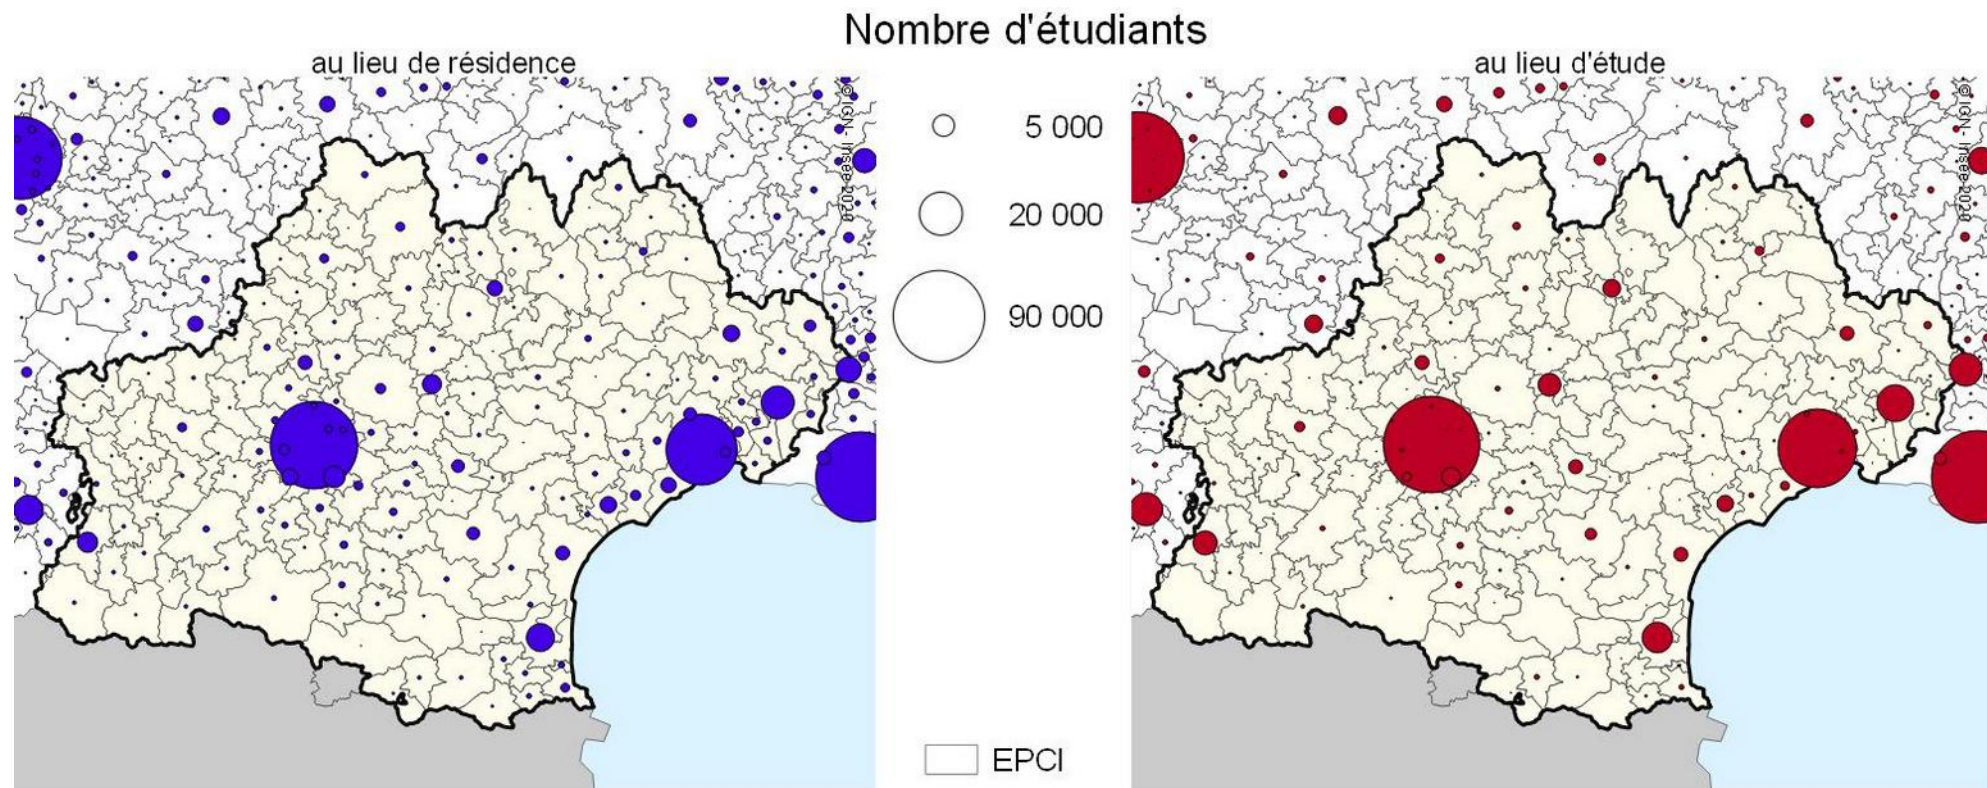 Nombre d'étudiants
au lieu de résidence
au lieu d'étude
© IGN - Insee 2020
5 000
20 000
90 000
EPCI
© IGN - Insee 2020